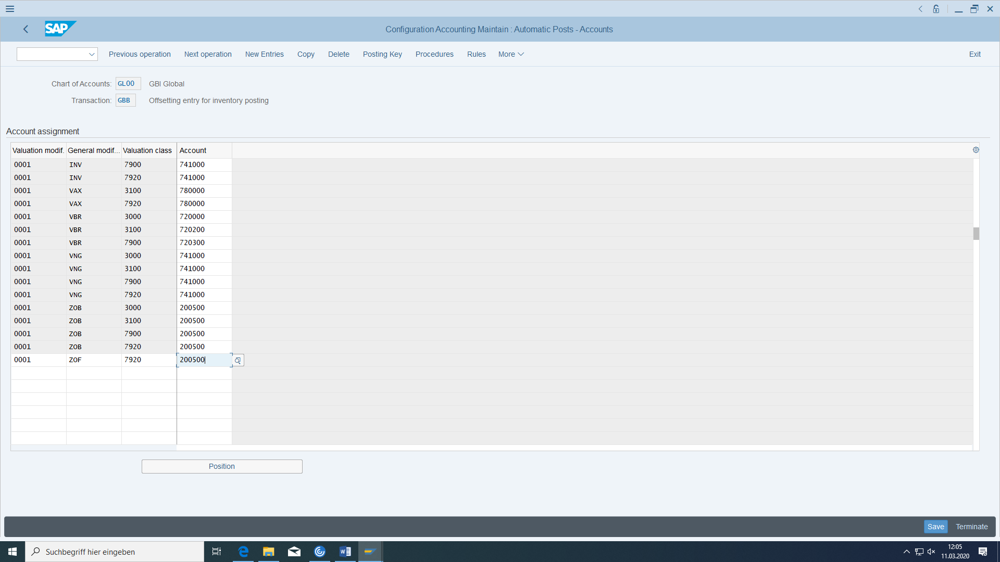 SAP
Configuration Accounting Maintain : Automatic Posts - Accounts
Previous operation Next operation New Entries Copy Delete Posting Key Procedures Rules More Exit
Chart of Accounts: GL00 GBI Global
Transaction: GBB Offsetting entry for inventory posting
Account assignment
Valuation modif. General modif... Valuation class Account
0001 INV 7900 741000
0001 INV 7920 741000
0001 VAX 3100 780000
0001 VAX 7920 780000
0001 VBR 3000 720000
0001 VBR 3100 720200
0001 VBR 7900 720300
0001 VNG 3000 741000
0001 VNG 3100 741000
0001 VNG 7900 741000
0001 VNG 7920 741000
0001 ZOB 3000 200500
0001 ZOB 3100 200500
0001 ZOB 7900 200500
0001 ZOB 7920 200500
0001 ZOF 7920 200500
Position
Save Terminate
Suchbegriff hier eingeben
12:05
11.03.2020